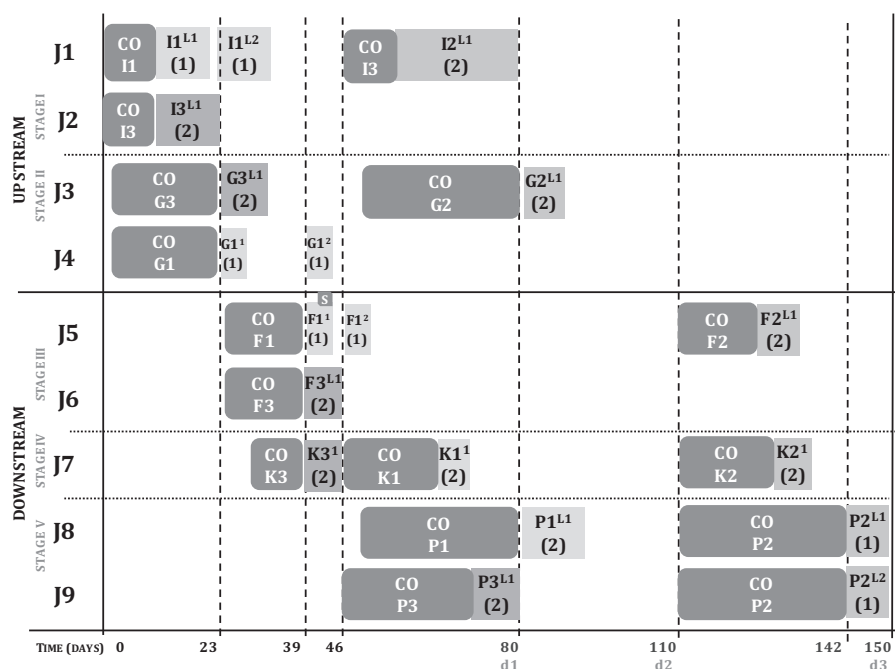 J1
CO
I1
I1L1
(1)
I1L2
(1)
CO
I3
I2L1
(2)
J2
CO
I3
I3L1
(2)
UP STREAM
STAGE I
STAGE II
J3
CO
G3
G3L1
(2)
CO
G2
G2L1
(2)
J4
CO
G1
G1¹
(1)
G1²
(1)
DOWNSTREAM
STAGE III
STAGE IV
STAGE V
J5
CO
F1
S
F1¹
(1)
F1²
(1)
CO
F2
F2L1
(2)
J6
CO
F3
F3L1
(2)
J7
CO
K3
K3¹
(2)
CO
K1
K1¹
(2)
CO
K2
K2¹
(2)
J8
CO
P1
P1L1
(2)
CO
P2
P2L1
(1)
J9
CO
P3
P3L1
(2)
CO
P2
P2L2
(1)
TIME (DAYS) 0 23 39 46 80 110 142 150
d1 d2 d3